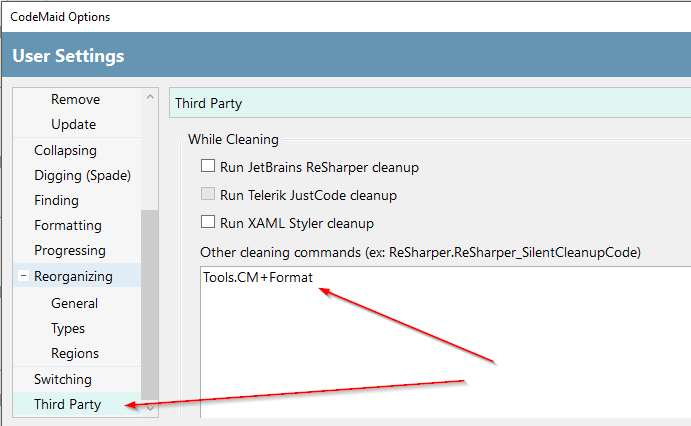 CodeMaid Options
User Settings
Remove
Update
Collapsing
Digging (Spade)
Finding
Formatting
Progressing
Reorganizing
General
Types
Regions
Switching
Third Party
Third Party
While Cleaning
Run JetBrains ReSharper cleanup
Run Telerik JustCode cleanup
Run XAML Styler cleanup
Other cleaning commands (ex: ReSharper.ReSharper_SilentCleanupCode)
Tools.CM+Format